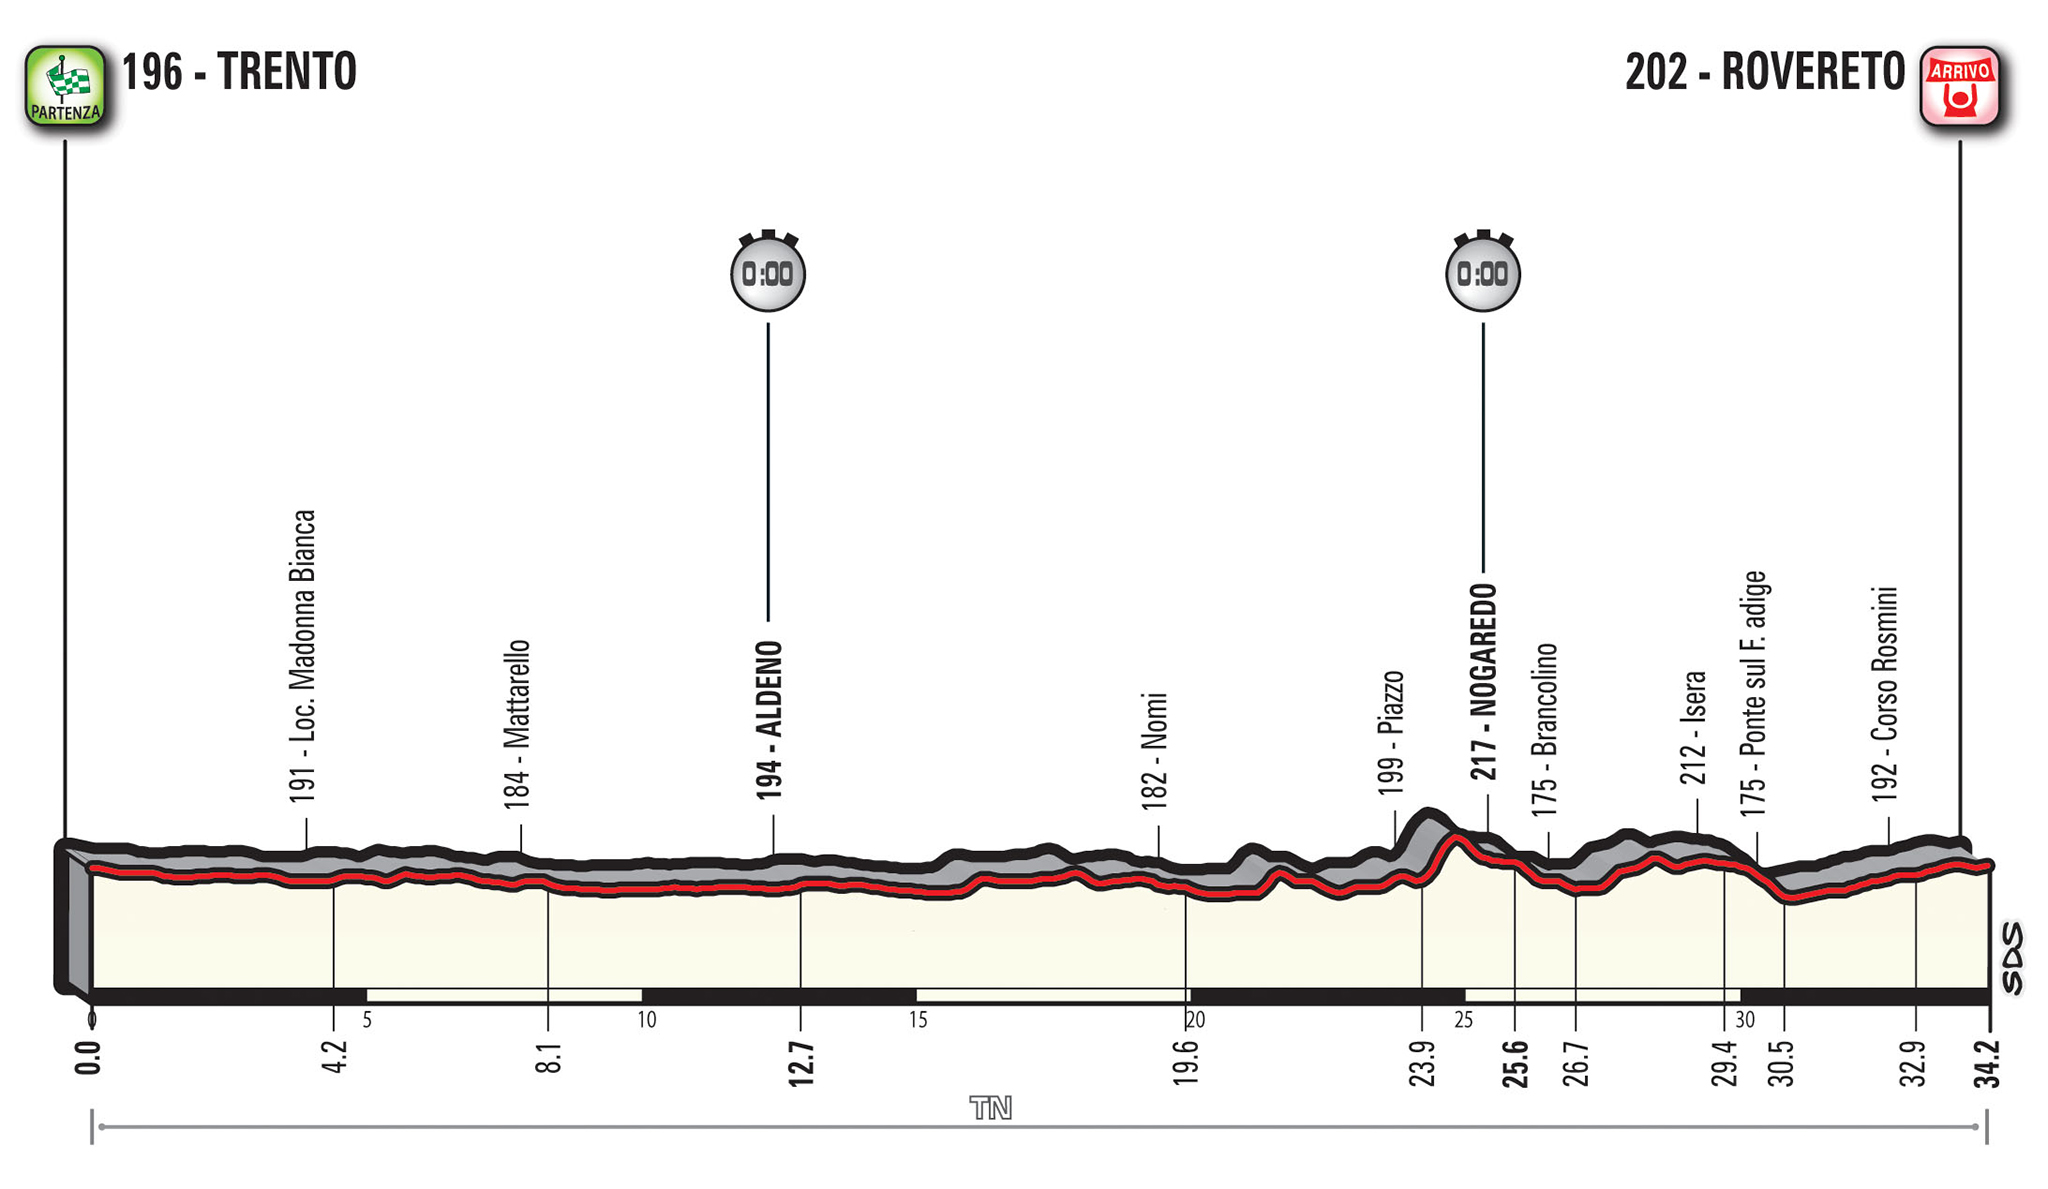 PARTENZA
196 - TRENTO
202 - ROVERETO
ARRIVO
0:00
0:00
191 - Loc. Madonna Bianca
184 - Mattarello
194 - ALDENO
182 - Nomi
199 - Piazzo
217 - NOGAREDO
175 - Brancolino
212 - Isera
175 - Ponte sul F. adige
192 - Corso Rosmini
SDS
0 5 10 15 20 25 30
0.0 4.2 8.1 12.7 19.6 23.9 25.6 26.7 29.4 30.5 32.9 34.2
TN